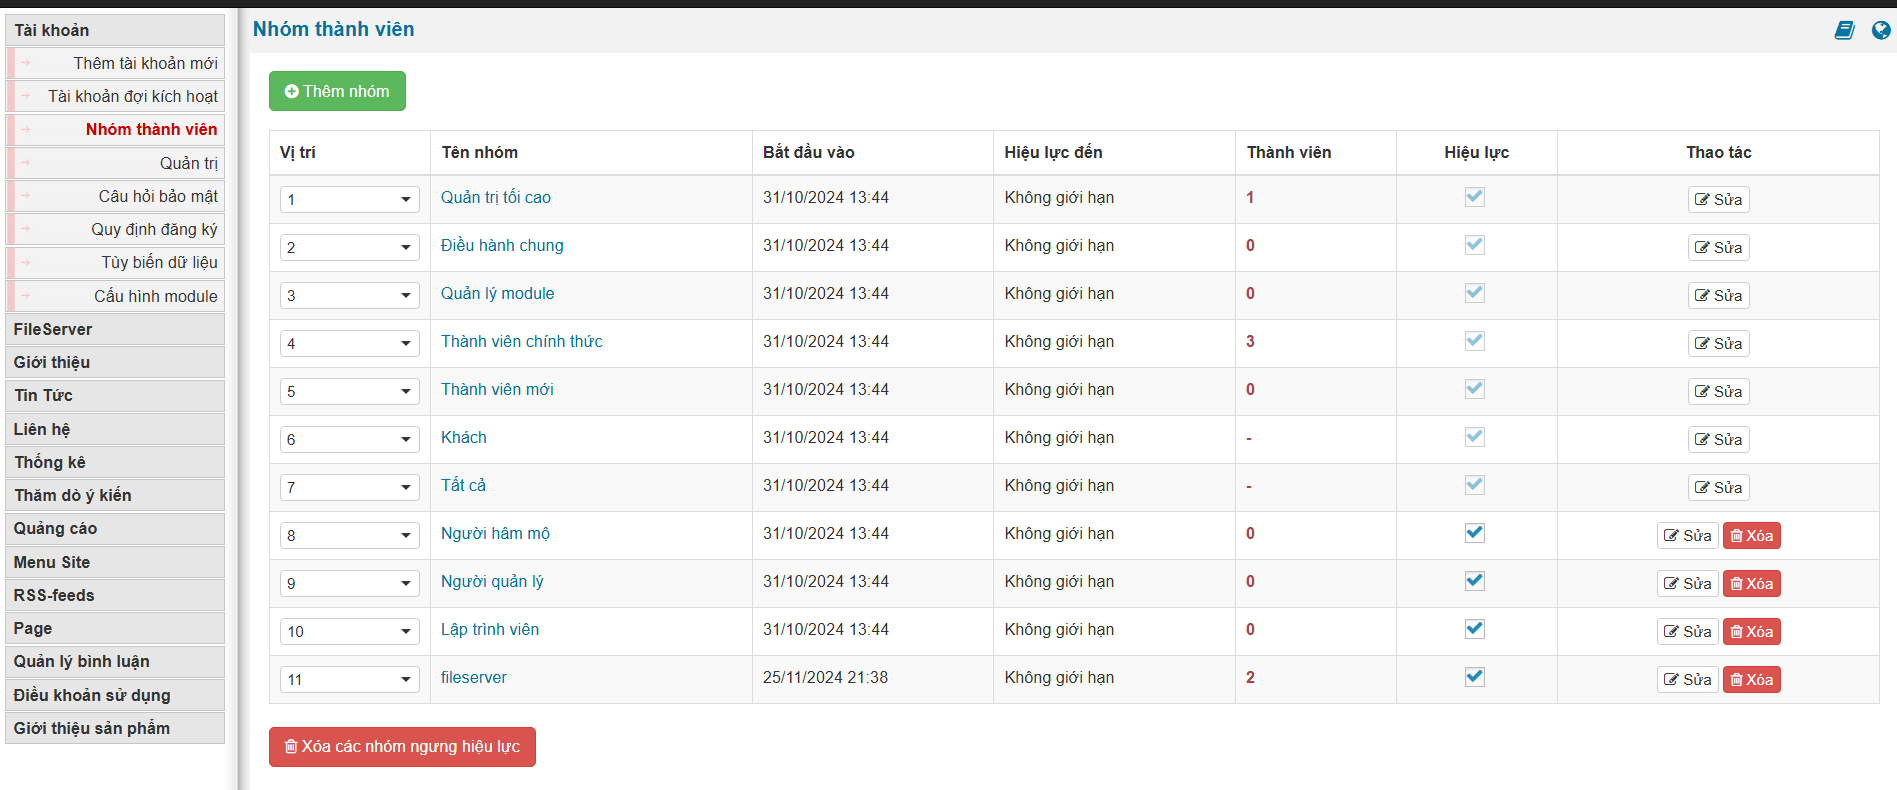 Tài khoản
Thêm tài khoản mới
Tài khoản đợi kích hoạt
Nhóm thành viên
Quản trị
Câu hỏi bảo mật
Quy định đăng ký
Tùy biến dữ liệu
Cấu hình module
FileServer
Giới thiệu
Tin Tức
Liên hệ
Thống kê
Thăm dò ý kiến
Quảng cáo
Menu Site
RSS-feeds
Page
Quản lý bình luận
Điều khoản sử dụng
Giới thiệu sản phẩm
Nhóm thành viên
Thêm nhóm
Vị trí Tên nhóm Bắt đầu vào Hiệu lực đến Thành viên Hiệu lực Thao tác
1 Quản trị tối cao 31/10/2024 13:44 Không giới hạn 1 Sửa
2 Điều hành chung 31/10/2024 13:44 Không giới hạn 0 Sửa
3 Quản lý module 31/10/2024 13:44 Không giới hạn 0 Sửa
4 Thành viên chính thức 31/10/2024 13:44 Không giới hạn 3 Sửa
5 Thành viên mới 31/10/2024 13:44 Không giới hạn 0 Sửa
6 Khách 31/10/2024 13:44 Không giới hạn - Sửa
7 Tất cả 31/10/2024 13:44 Không giới hạn - Sửa
8 Người hâm mộ 31/10/2024 13:44 Không giới hạn 0 Sửa Xóa
9 Người quản lý 31/10/2024 13:44 Không giới hạn 0 Sửa Xóa
10 Lập trình viên 31/10/2024 13:44 Không giới hạn 0 Sửa Xóa
11 fileserver 25/11/2024 21:38 Không giới hạn 2 Sửa Xóa
Xóa các nhóm ngưng hiệu lực